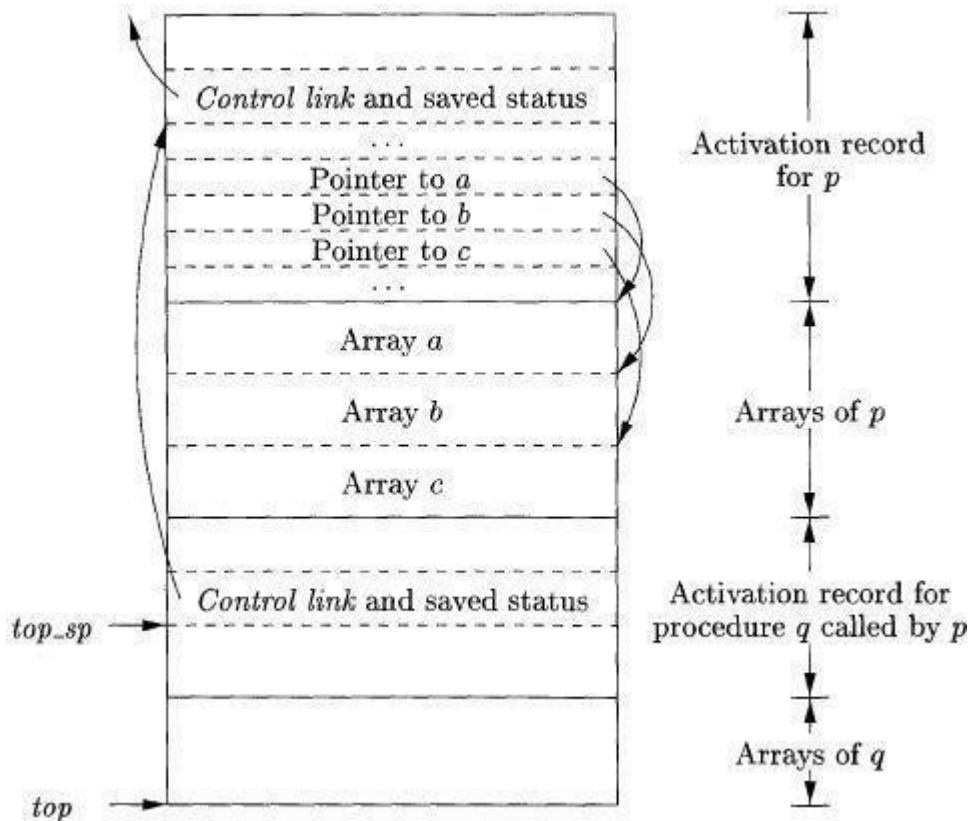 Control link and saved status
...
Pointer to a
Pointer to b
Pointer to c
...
Array a
Array b
Array c
Control link and saved status
top_sp
top
Activation record
for p
Arrays of p
Activation record for
procedure q called by p
Arrays of q